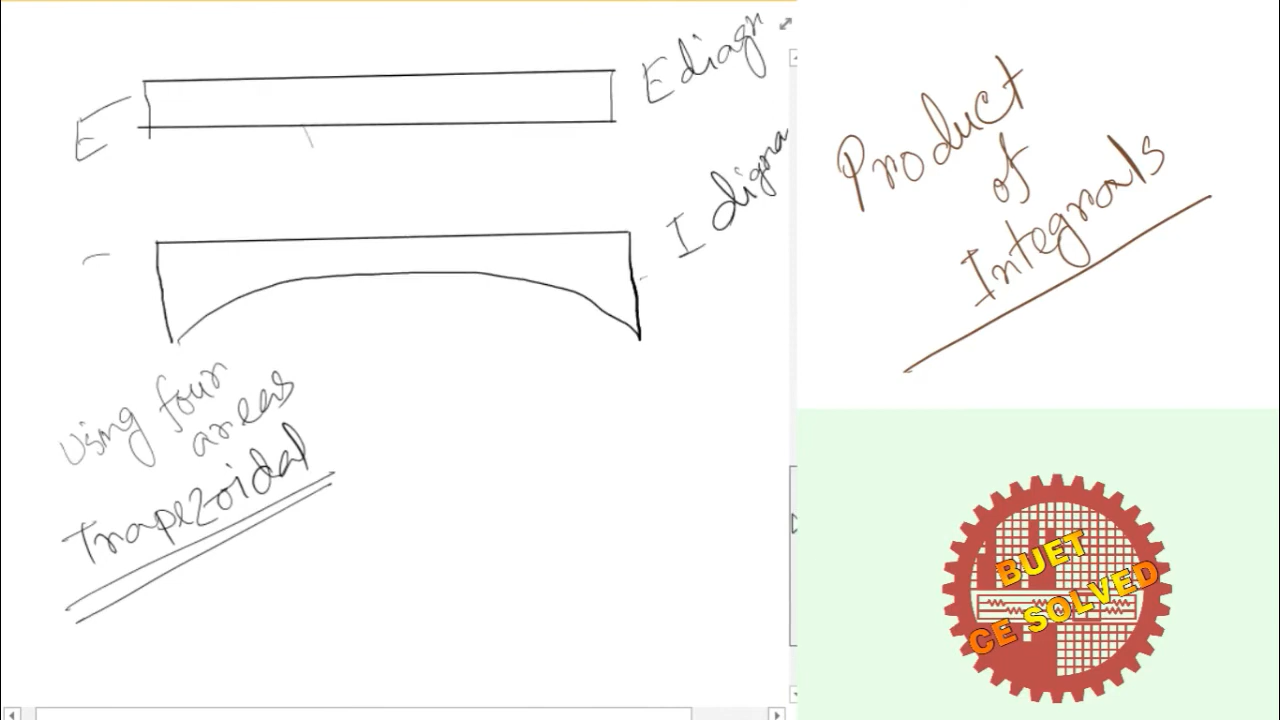 E
E diagr
I digra
using four
areas
Trapezoidal
Product
of
Integrals
BUET
CE SOLVED